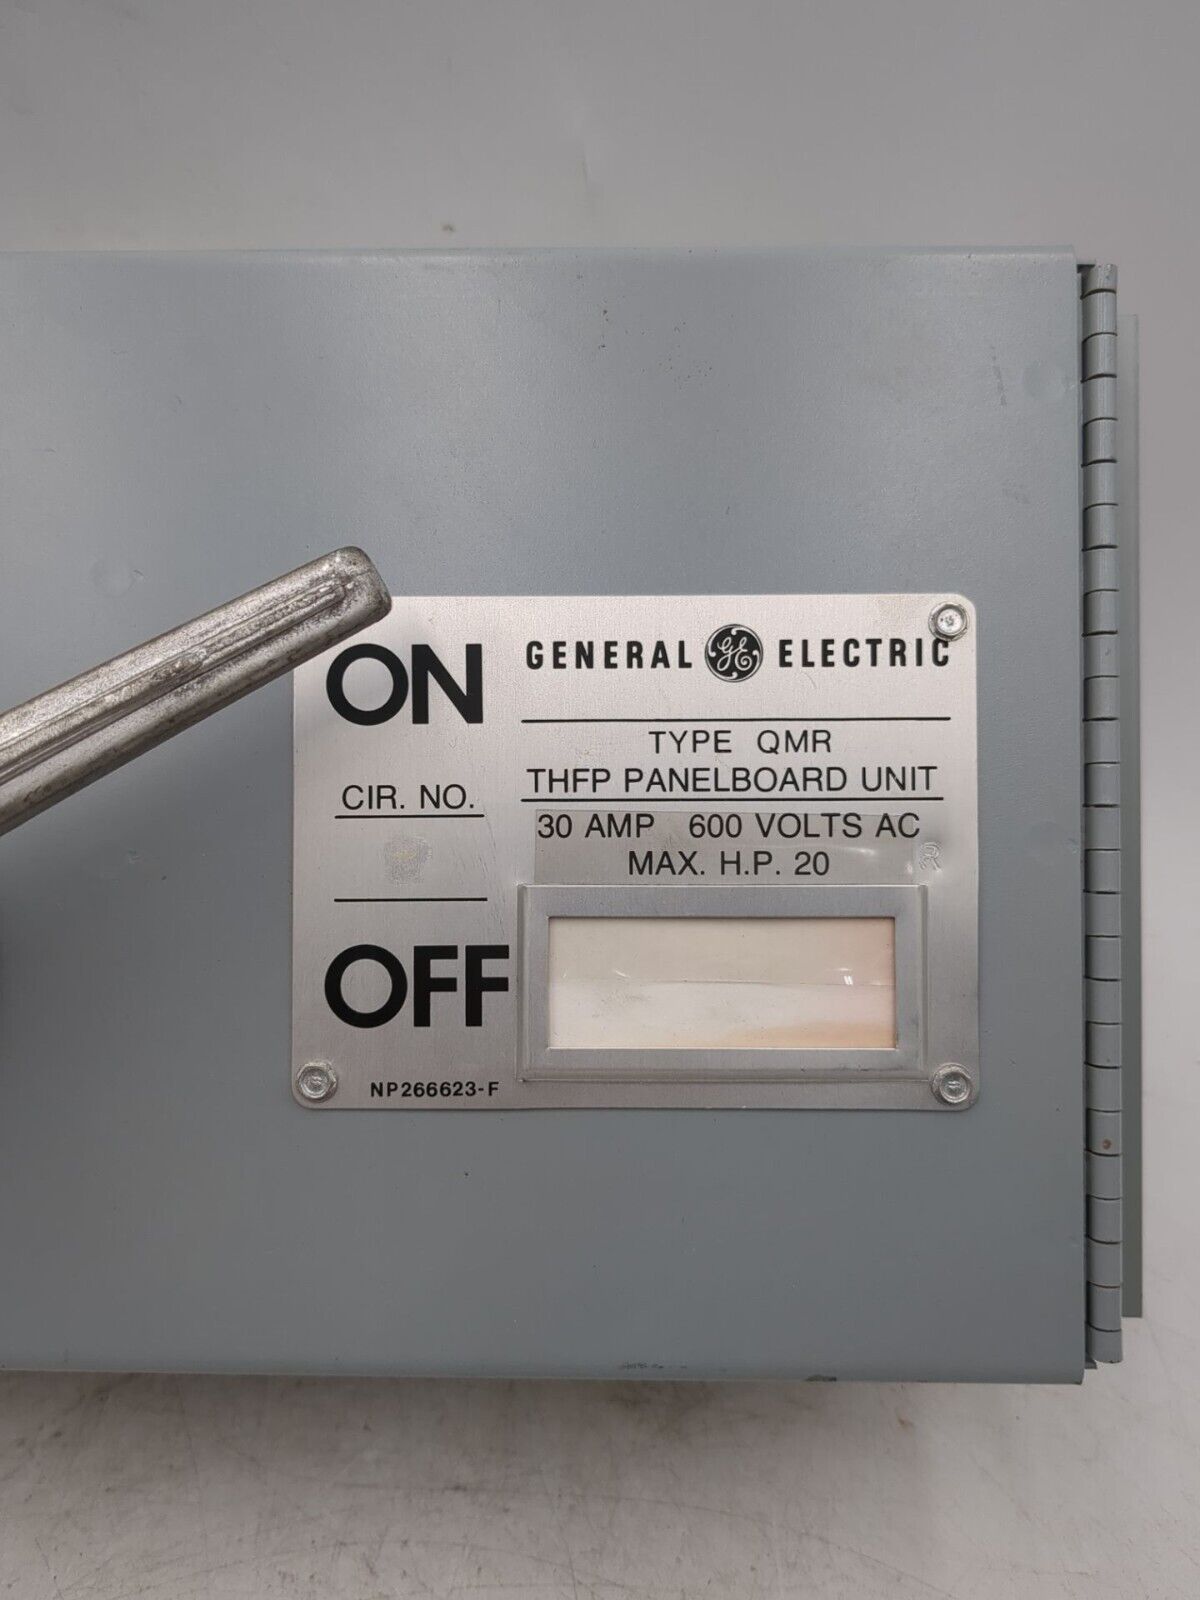 ON
GENERAL GE ELECTRIC
TYPE QMR
THFP PANELBOARD UNIT
CIR. NO.
30 AMP 600 VOLTS AC
MAX. H.P. 20
OFF
NP266623-F